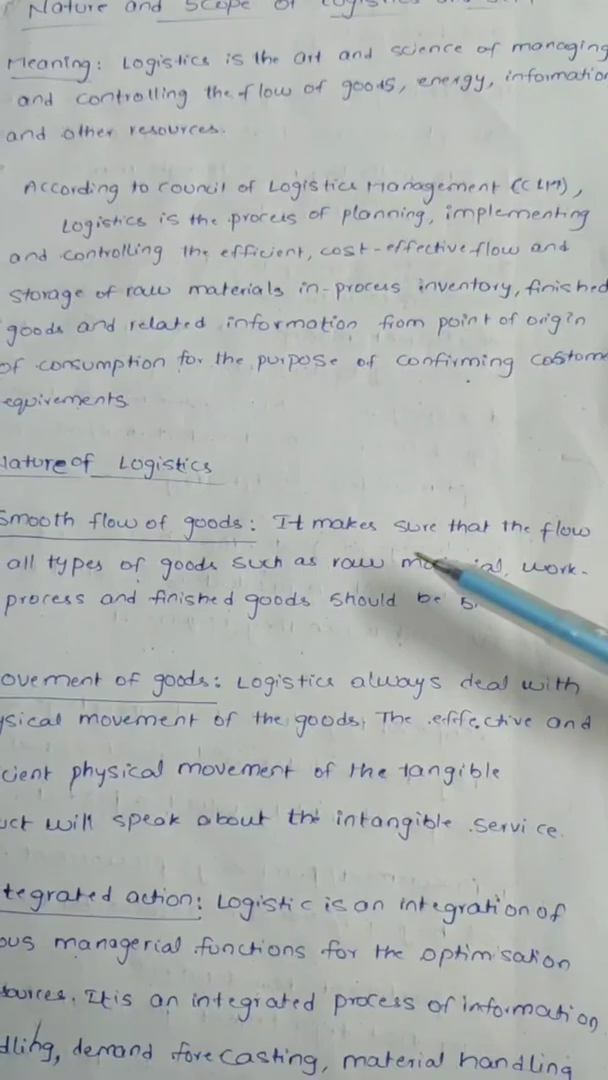 Nature and Scope of Logistics
Meaning: Logistics is the art and science of managing
and controlling the flow of goods, energy, information
and other resources.
According to council of Logistics Management (CLM),
Logistics is the process of planning, implementing
and controlling the efficient, cost-effective flow and
storage of raw materials in-process inventory, finished
goods and related information from point of origin
of consumption for the purpose of confirming costome
equirements
Nature of Logistics
Smooth flow of goods: It makes sure that the flow
all types of goods such as raw work-
process and finished goods should be
ovement of goods: Logistics always deal with
ysical movement of the goods. The effective and
cient physical movement of the tangible
uct will speak about the intangible service.
tegrated action: Logistic is an integration of
ous managerial functions for the optimisation
sources. It is an integrated process of information
dling, demand forecasting, material handling